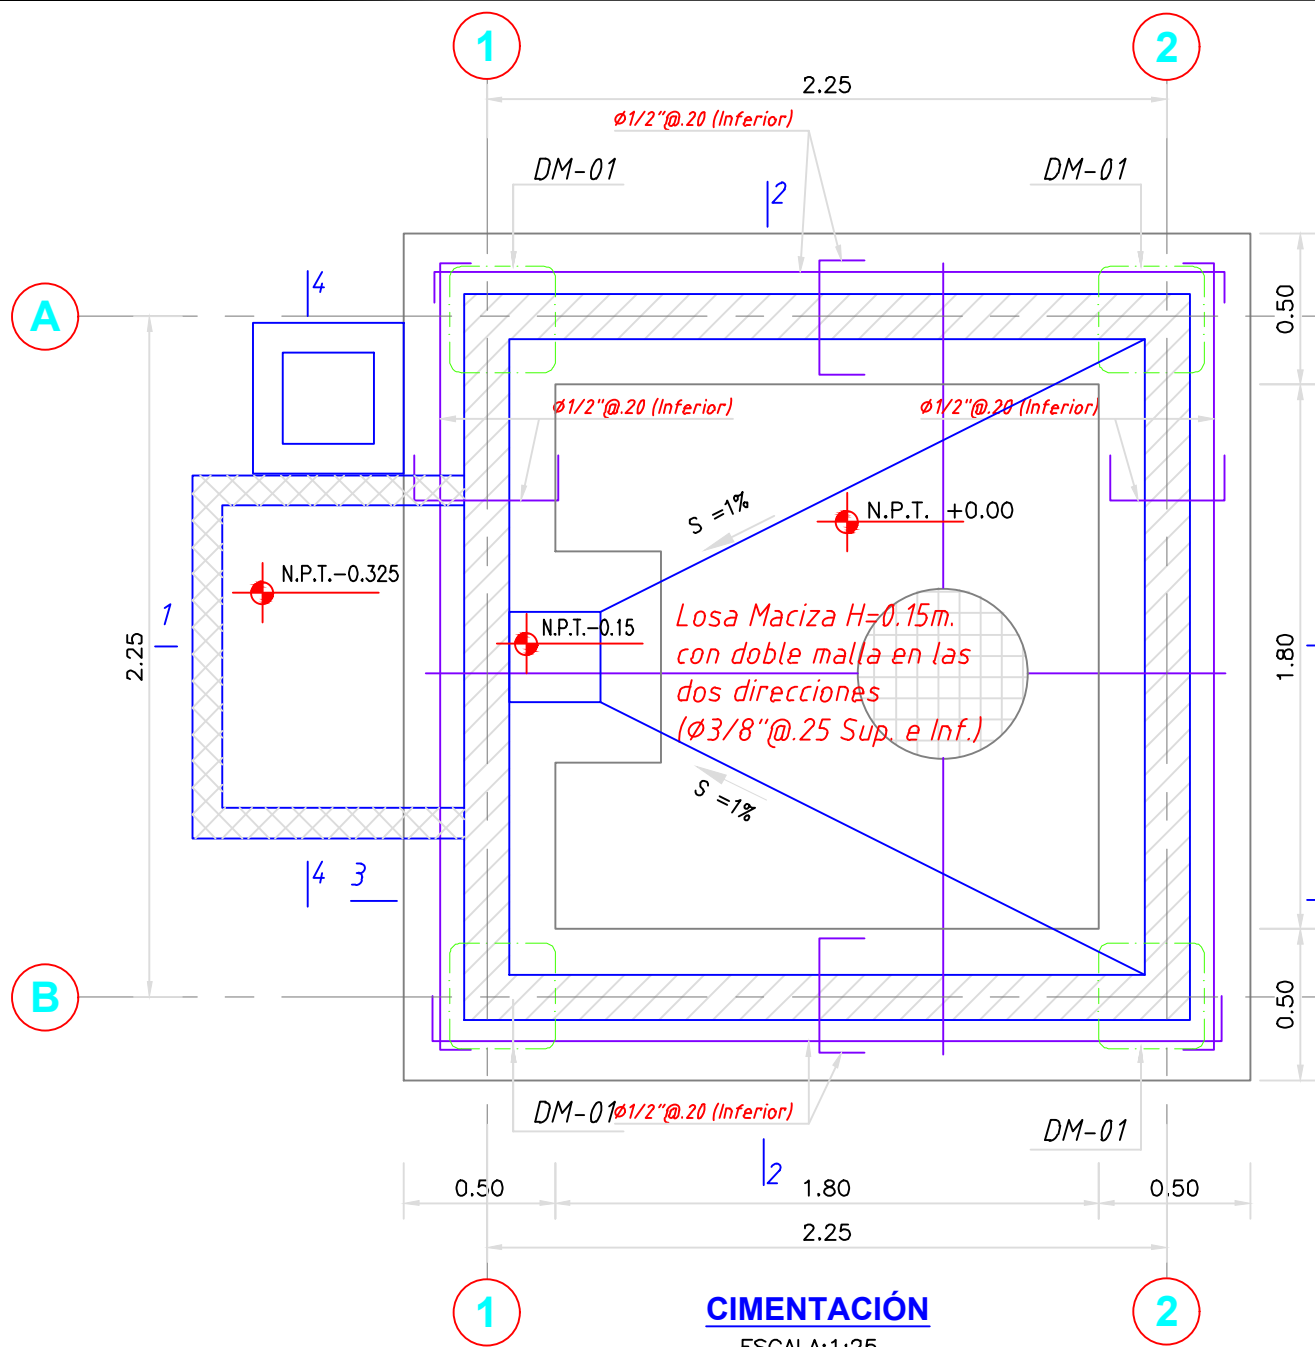 1
2
2.25
ø1/2"@.20 (Inferior)
DM-01
DM-01
2
4
A
0.50
ø1/2"@.20 (Inferior)
ø1/2"@.20 (Inferior)
S =1%
N.P.T. +0.00
N.P.T.-0.325
1
N.P.T.-0.15
Losa Maciza H=0.15m.
con doble malla en las
dos direcciones
(Ø3/8"@.25 Sup. e Inf.)
2.25
1.80
S =1%
4
3
B
0.50
DM-01
ø1/2"@.20 (Inferior)
DM-01
2
0.50
1.80
0.50
2.25
1
2
CIMENTACIÓN
ESCALA:1:25